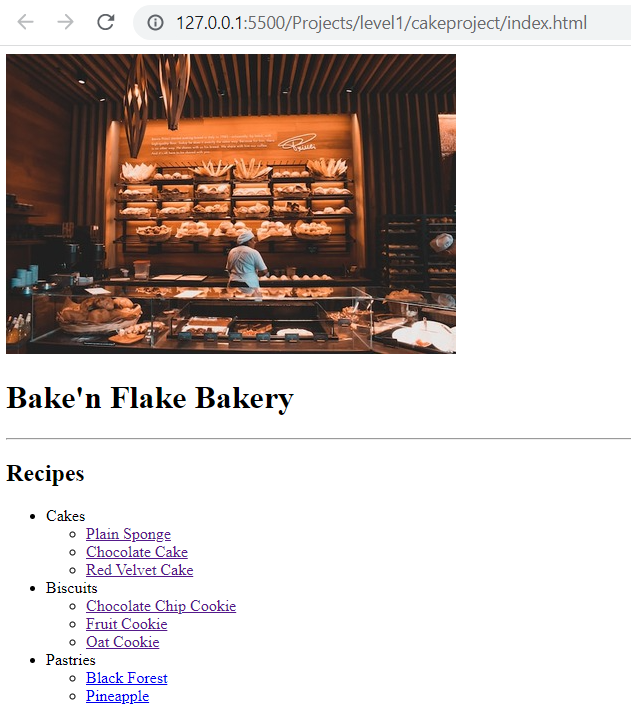 127.0.0.1:5500/Projects/level1/cakeproject/index.html
Bake'n Flake Bakery
Recipes
Cakes
Plain Sponge
Chocolate Cake
Red Velvet Cake
Biscuits
Chocolate Chip Cookie
Fruit Cookie
Oat Cookie
Pastries
Black Forest
Pineapple